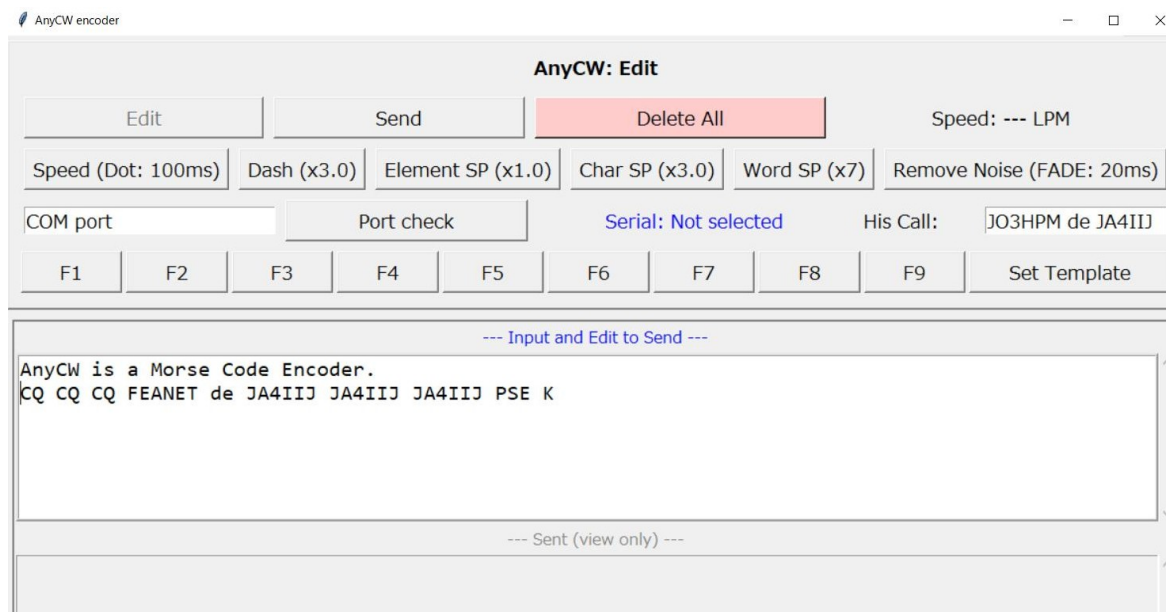 AnyCW encoder
AnyCW: Edit
Edit Send Delete All Speed: --- LPM
Speed (Dot: 100ms) Dash (x3.0) Element SP (x1.0) Char SP (x3.0) Word SP (x7) Remove Noise (FADE: 20ms)
COM port Port check Serial: Not selected His Call: JO3HPM de JA4IIJ
F1 F2 F3 F4 F5 F6 F7 F8 F9 Set Template
--- Input and Edit to Send ---
AnyCW is a Morse Code Encoder.
CQ CQ CQ FEANET de JA4IIJ JA4IIJ JA4IIJ PSE K
--- Sent (view only) ---